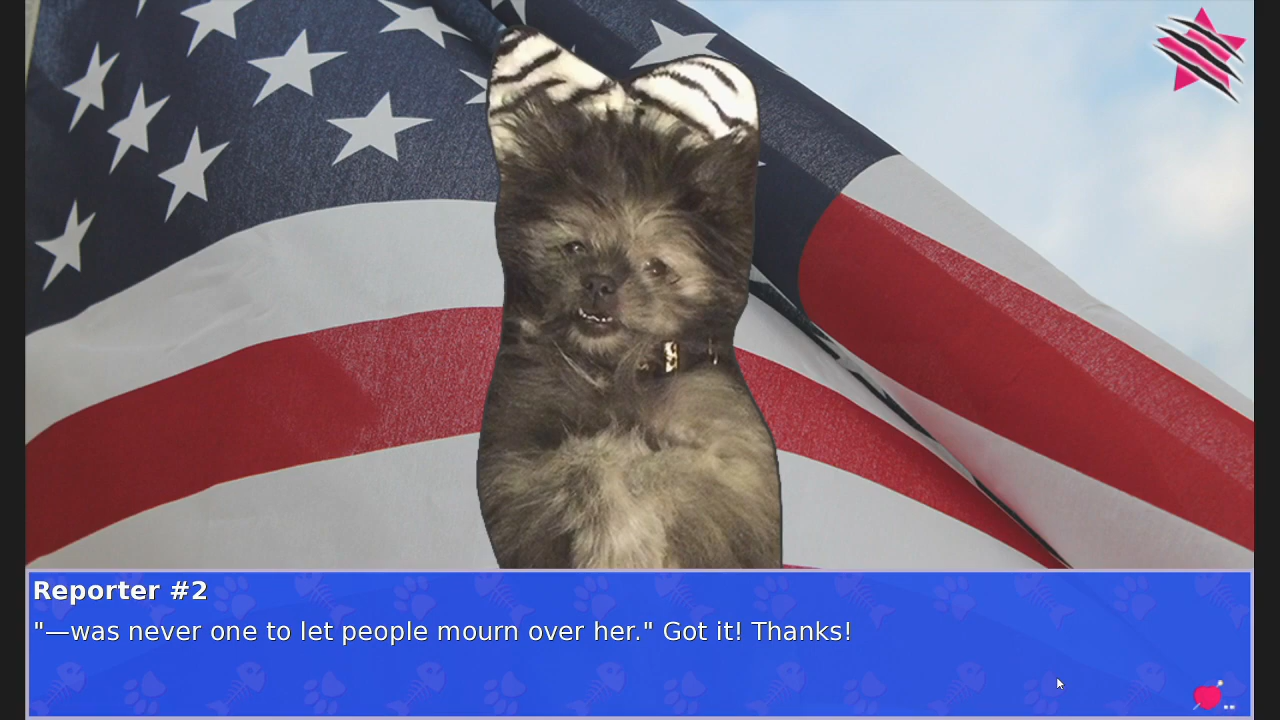 Reporter #2
"—was never one to let people mourn over her." Got it! Thanks!